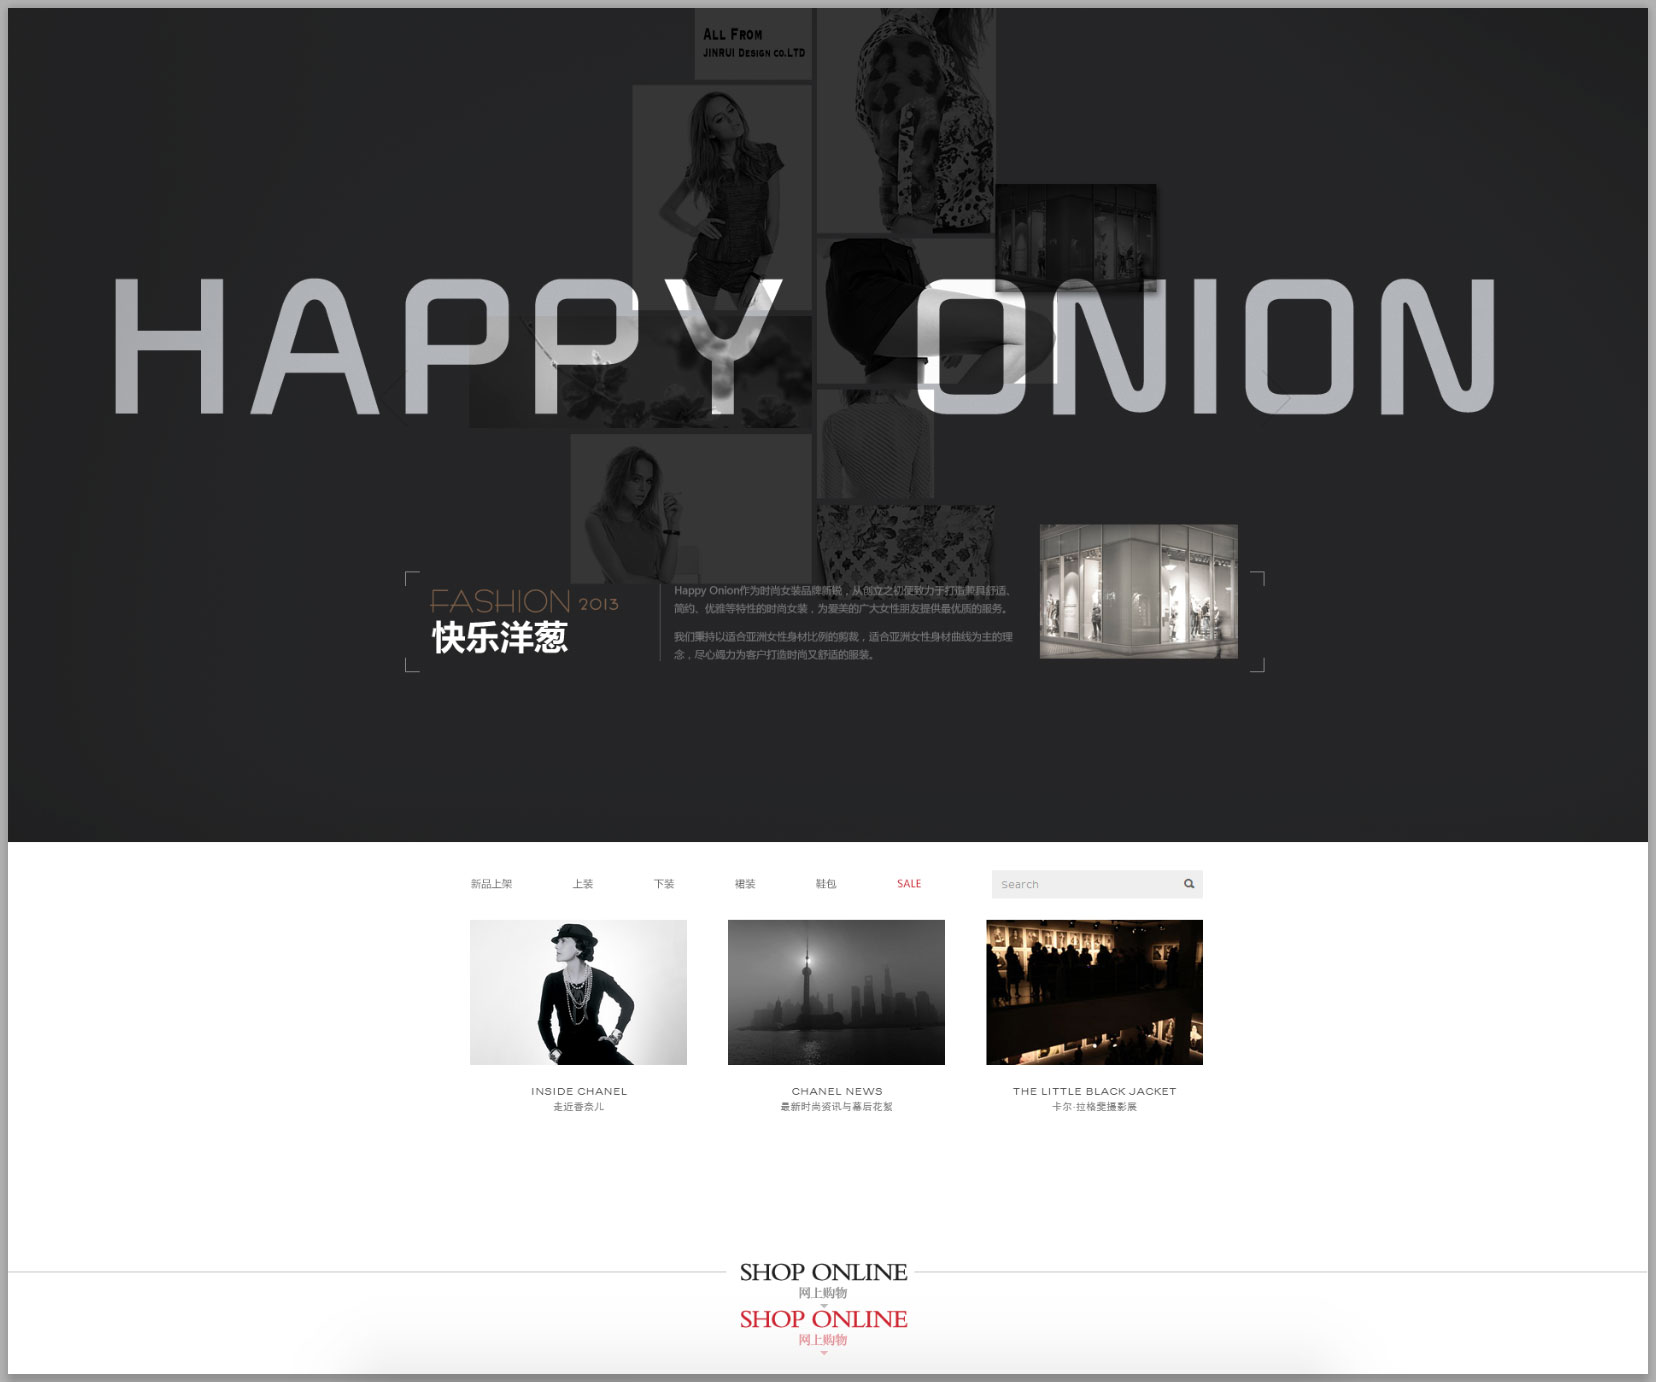 ALL FROM
JINRUI DESIGN CO.LTD
HAPPY ONION
FASHION 2013
快乐洋葱
Happy Onion作为时尚女装品牌新锐，从创立之初便致力于打造兼具舒适、
简约、优雅等特性的时尚女装，为爱美的广大女性朋友提供最优质的服务。
我们秉持以适合亚洲女性身材比例的剪裁，适合亚洲女性身材曲线为主的理
念，尽心竭力为客户打造时尚又舒适的服装。
新品上架 上装 下装 裙装 鞋包 SALE Search
INSIDE CHANEL
走近香奈儿
CHANEL NEWS
最新时尚资讯与幕后花絮
THE LITTLE BLACK JACKET
卡尔·拉格斐摄影展
SHOP ONLINE
网上购物
SHOP ONLINE
网上购物